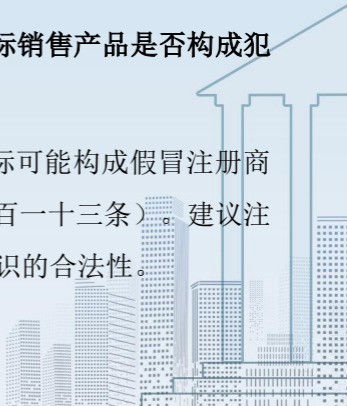 标销售产品是否构成犯
标可能构成假冒注册商
百一十三条）。建议注
识的合法性。